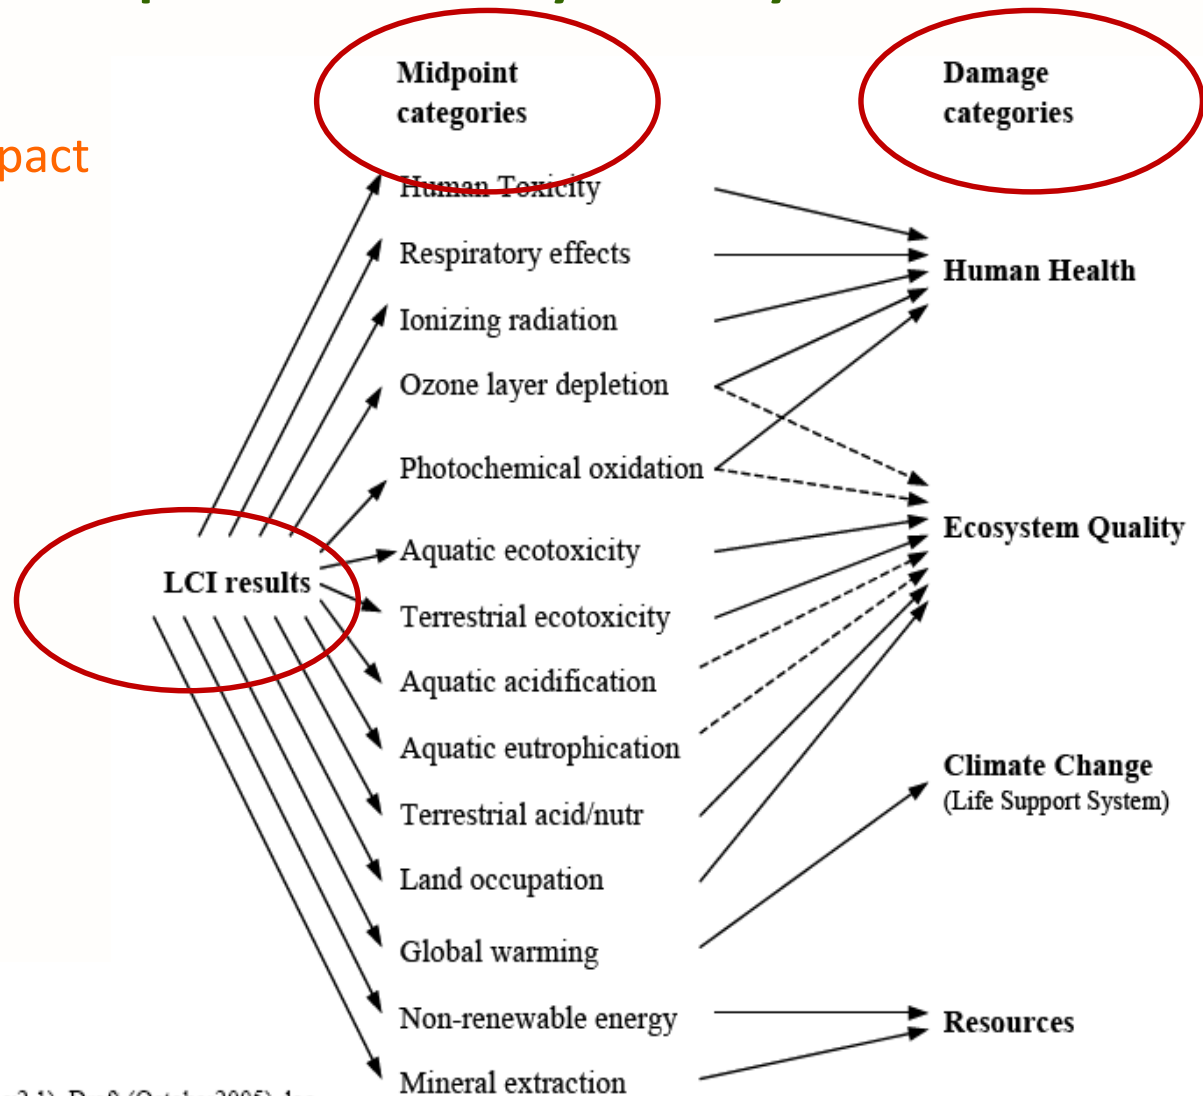 Midpoint
categories
Damage
categories
pact
Human Toxicity
Respiratory effects
Human Health
Ionizing radiation
Ozone layer depletion
Photochemical oxidation
Ecosystem Quality
Aquatic ecotoxicity
LCI results
Terrestrial ecotoxicity
Aquatic acidification
Aquatic eutrophication
Climate Change
(Life Support System)
Terrestrial acid/nutr
Land occupation
Global warming
Non-renewable energy
Resources
Mineral extraction